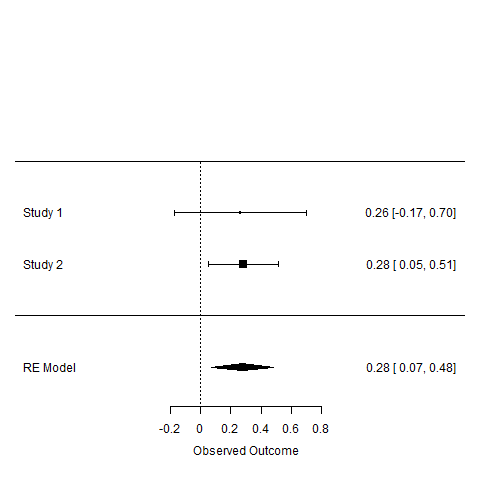 Study 1 0.26 [-0.17, 0.70]
Study 2 0.28 [ 0.05, 0.51]
RE Model 0.28 [ 0.07, 0.48]
-0.2 0 0.2 0.4 0.6 0.8
Observed Outcome